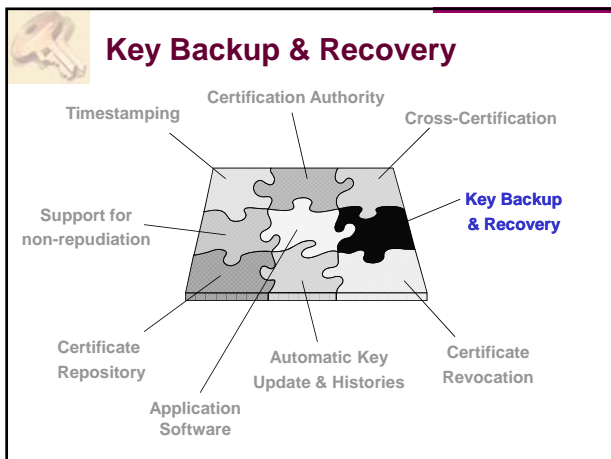 Key Backup & Recovery
Certification Authority
Timestamping
Cross-Certification
Key Backup
& Recovery
Support for
non-repudiation
Certificate
Repository
Automatic Key
Update & Histories
Certificate
Revocation
Application
Software